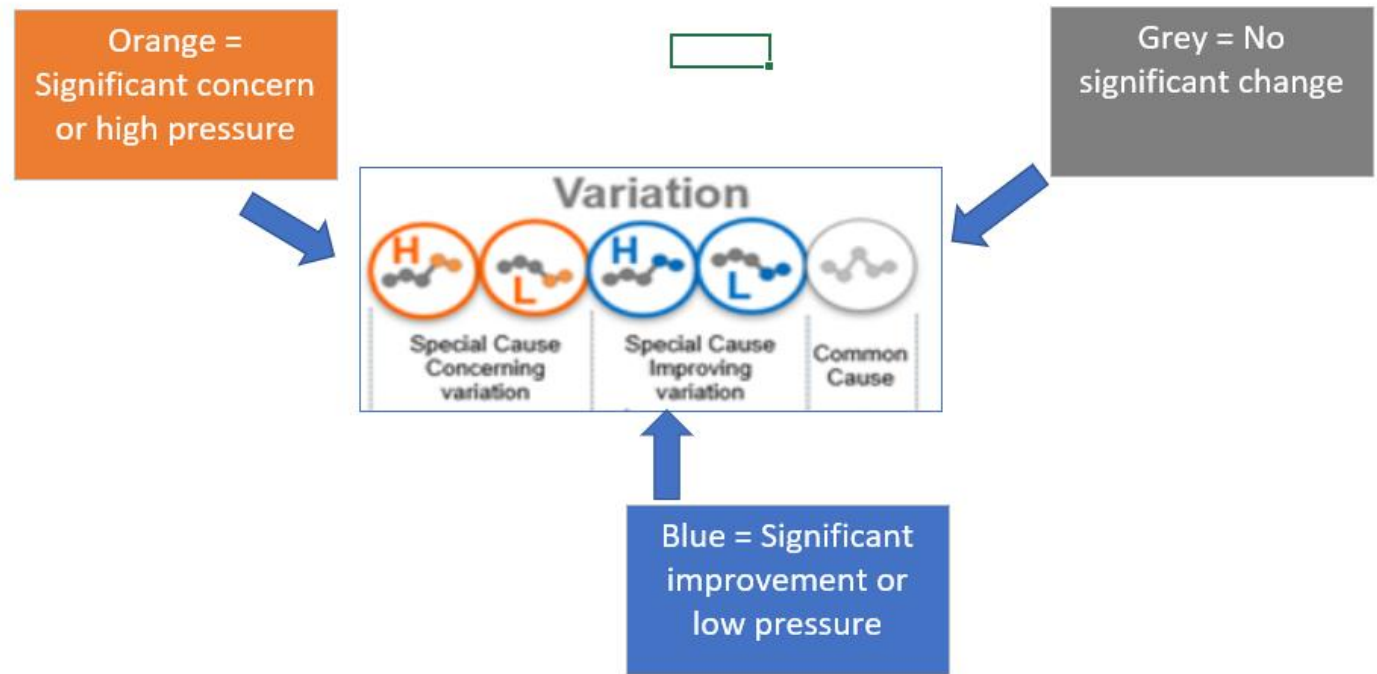 Orange =
Significant concern
or high pressure
Grey = No
significant change
Variation
H
L
H
L
Special Cause
Concerning
variation
Special Cause
Improving
variation
Common
Cause
Blue = Significant
improvement or
low pressure